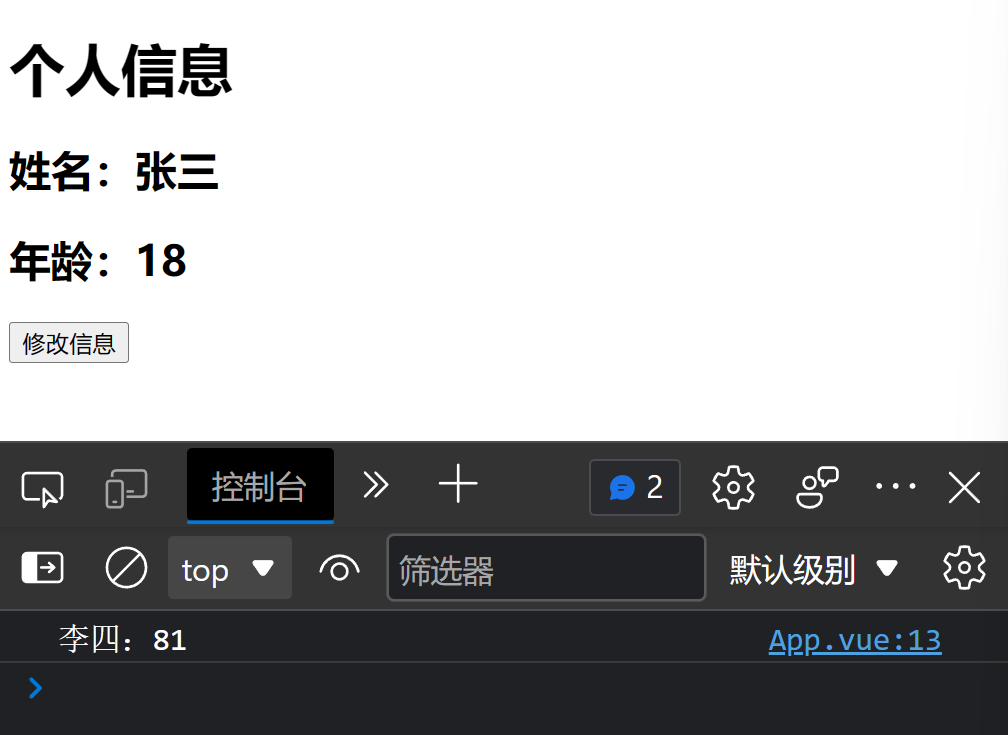 个人信息
姓名：张三
年龄：18
修改信息
控制台 2
top 筛选器 默认级别
李四：81 App.vue:13